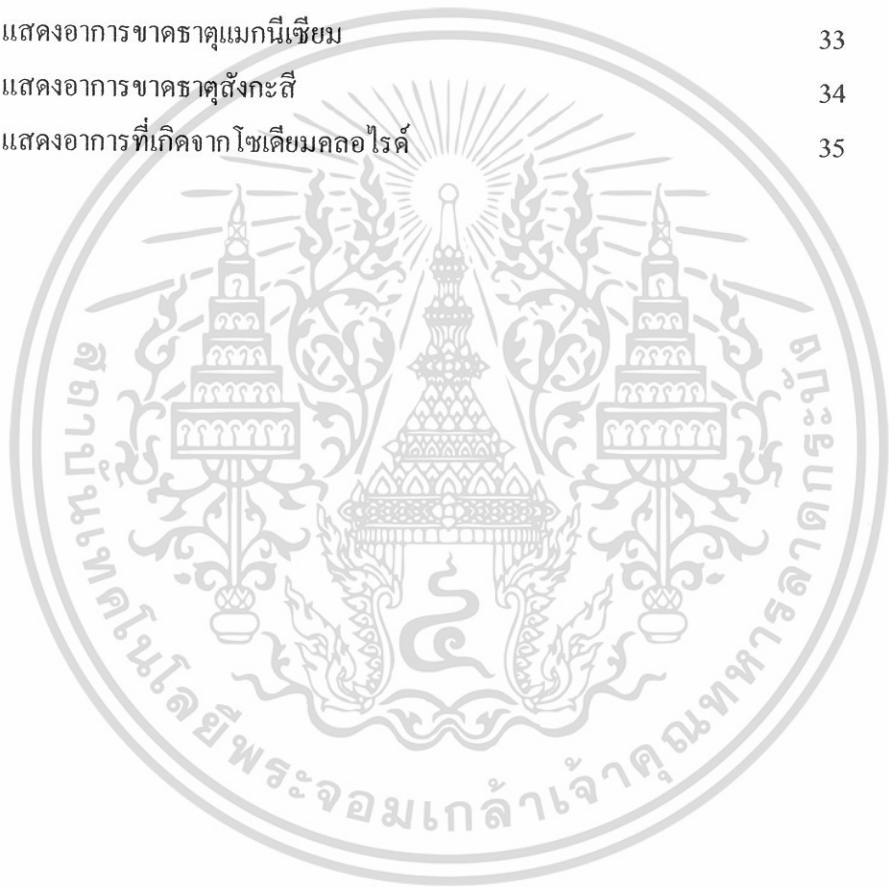 แสดงอาการขาดธาตุแมกนีเซียม 33
แสดงอาการขาดธาตุสังกะสี 34
แสดงอาการที่เกิดจากโซเดียมคลอไรด์ 35
สถาบันเทคโนโลยีพระจอมเกล้าเจ้าคุณทหารลาดกระบัง
๔